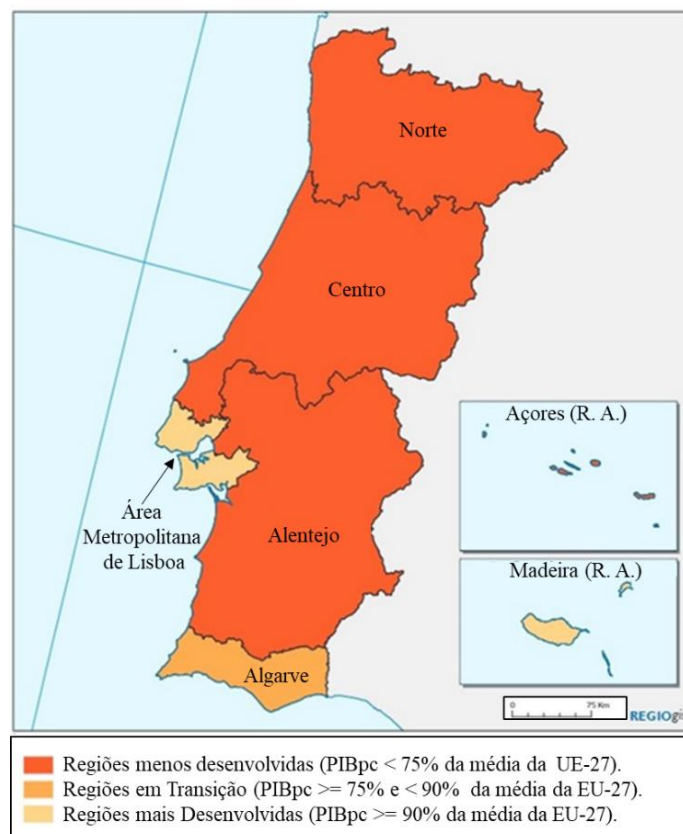 Norte
Centro
Açores (R. A.)
Área
Metropolitana
de Lisboa
Alentejo
Madeira (R. A.)
Algarve
0 75 Km
REGIOgis
Regiões menos desenvolvidas (PIBpc < 75% da média da UE-27).
Regiões em Transição (PIBpc >= 75% e < 90% da média da EU-27).
Regiões mais Desenvolvidas (PIBpc >= 90% da média da EU-27).